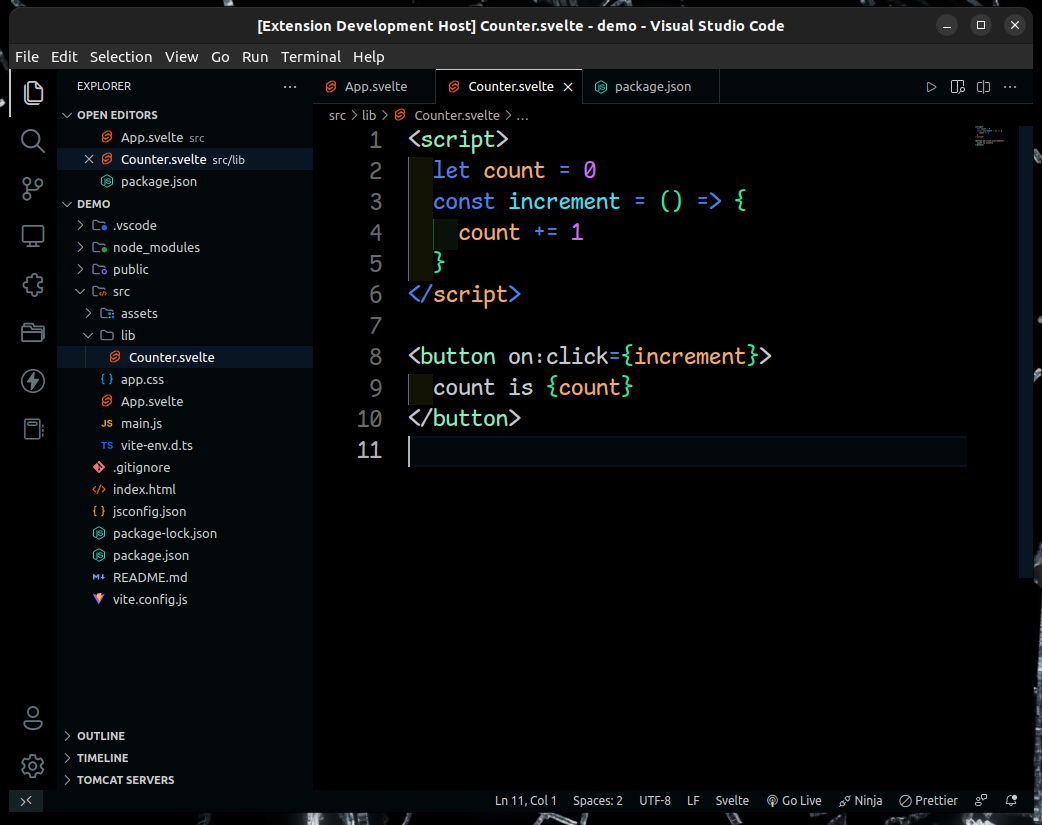 [Extension Development Host] Counter.svelte - demo - Visual Studio Code
File Edit Selection View Go Run Terminal Help
EXPLORER
OPEN EDITORS
App.svelte src
Counter.svelte src/lib
package.json
DEMO
.vscode
node_modules
public
src
assets
lib
Counter.svelte
app.css
App.svelte
JS main.js
TS vite-env.d.ts
.gitignore
index.html
jsconfig.json
package-lock.json
package.json
README.md
vite.config.js
OUTLINE
TIMELINE
TOMCAT SERVERS
App.svelte Counter.svelte package.json
src > lib > Counter.svelte > ...
1 <script>
2 let count = 0
3 const increment = () => {
4 count += 1
5 }
6 </script>
7
8 <button on:click={increment}>
9 count is {count}
10 </button>
11
Ln 11, Col 1 Spaces: 2 UTF-8 LF Svelte Go Live Ninja Prettier